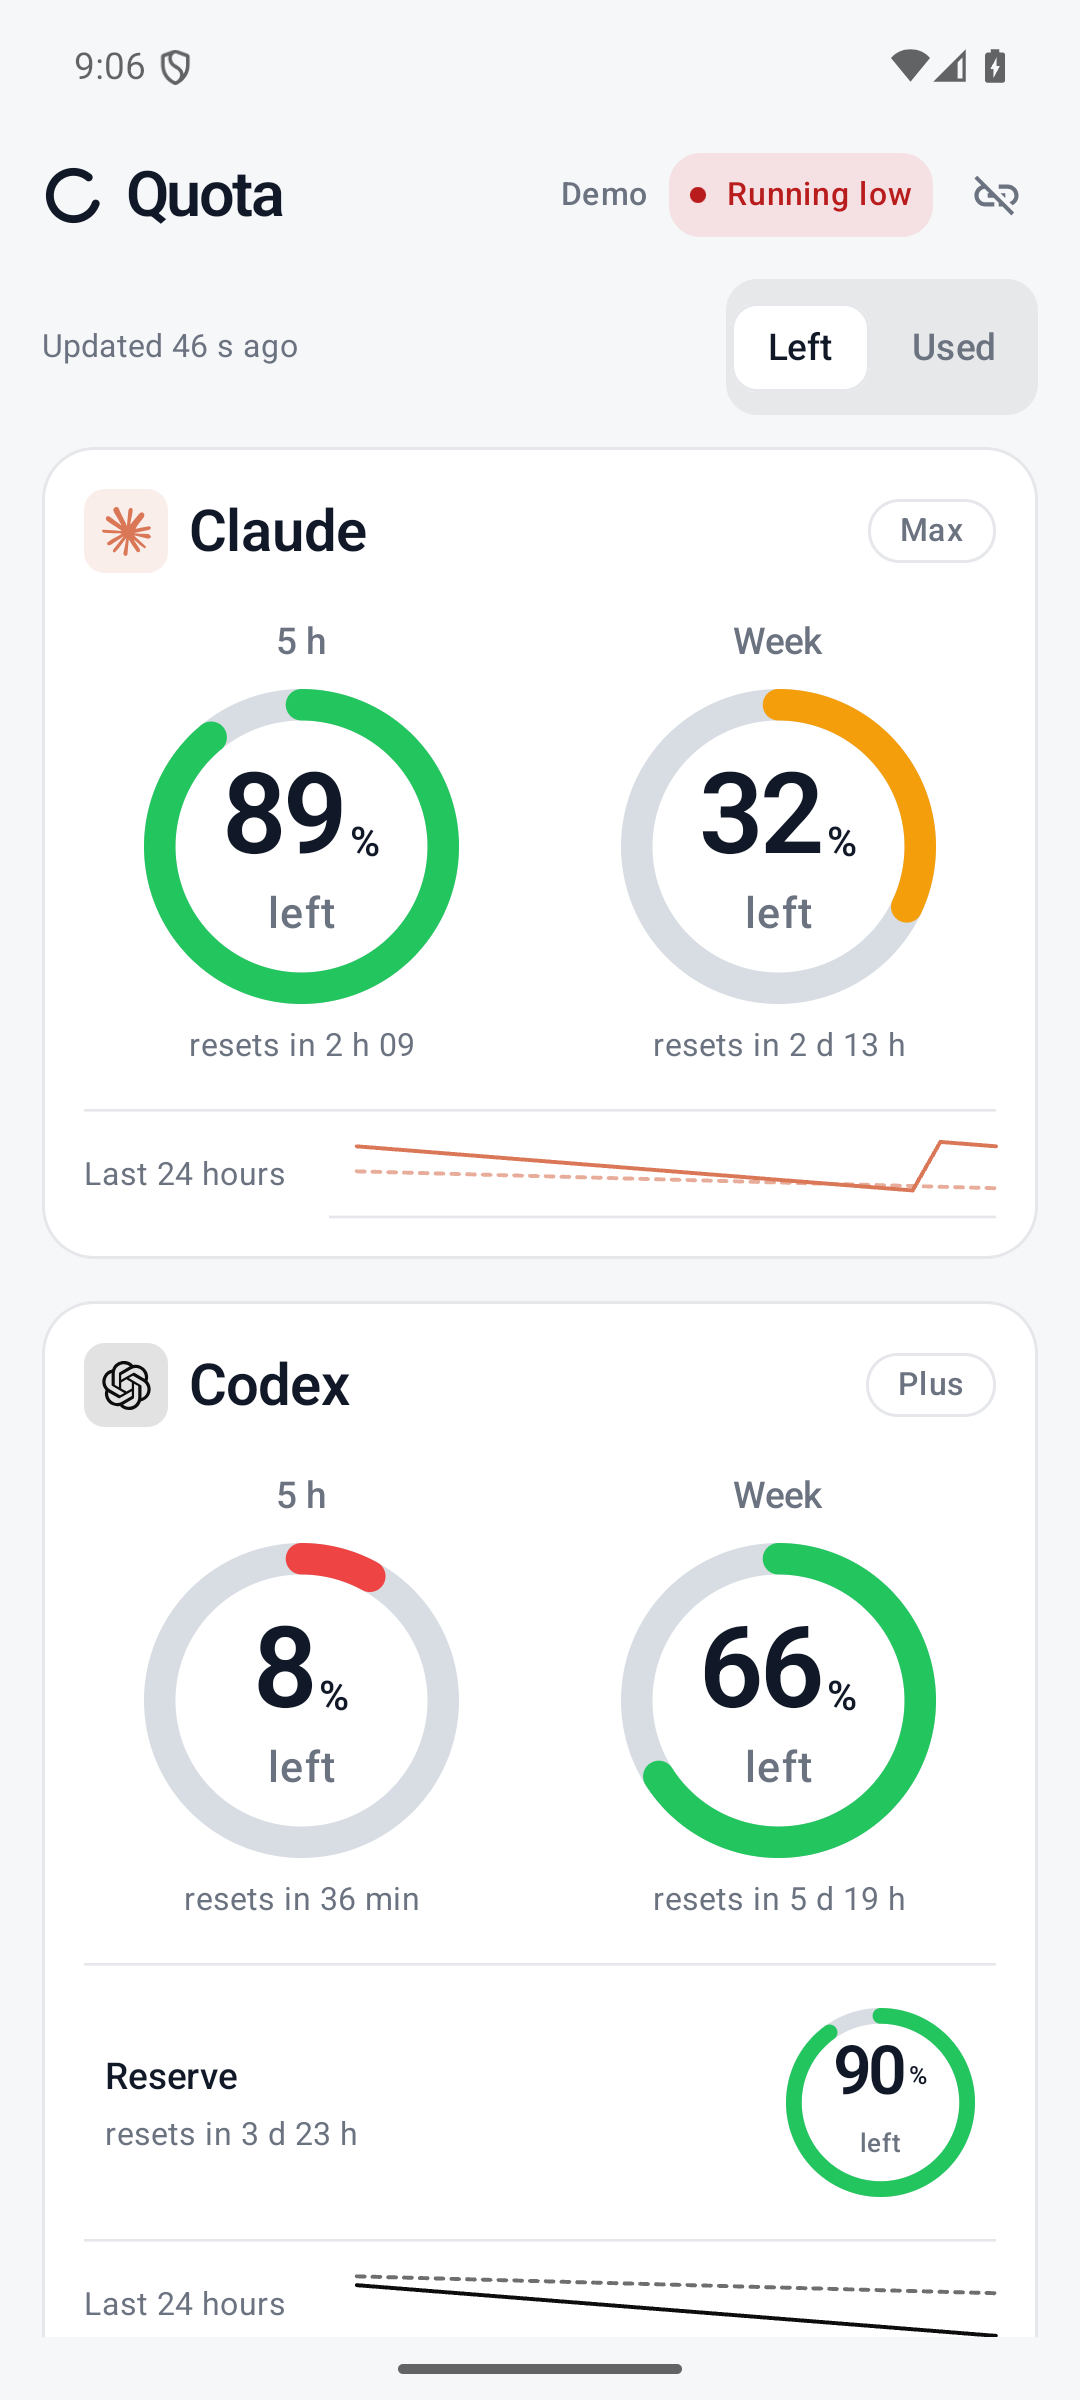 9:06
Quota
Demo
Running low
Updated 46 s ago
Left
Used
Claude
Max
5 h
Week
89%
left
32%
left
resets in 2 h 09
resets in 2 d 13 h
Last 24 hours
Codex
Plus
5 h
Week
8%
left
66%
left
resets in 36 min
resets in 5 d 19 h
Reserve
resets in 3 d 23 h
90%
left
Last 24 hours